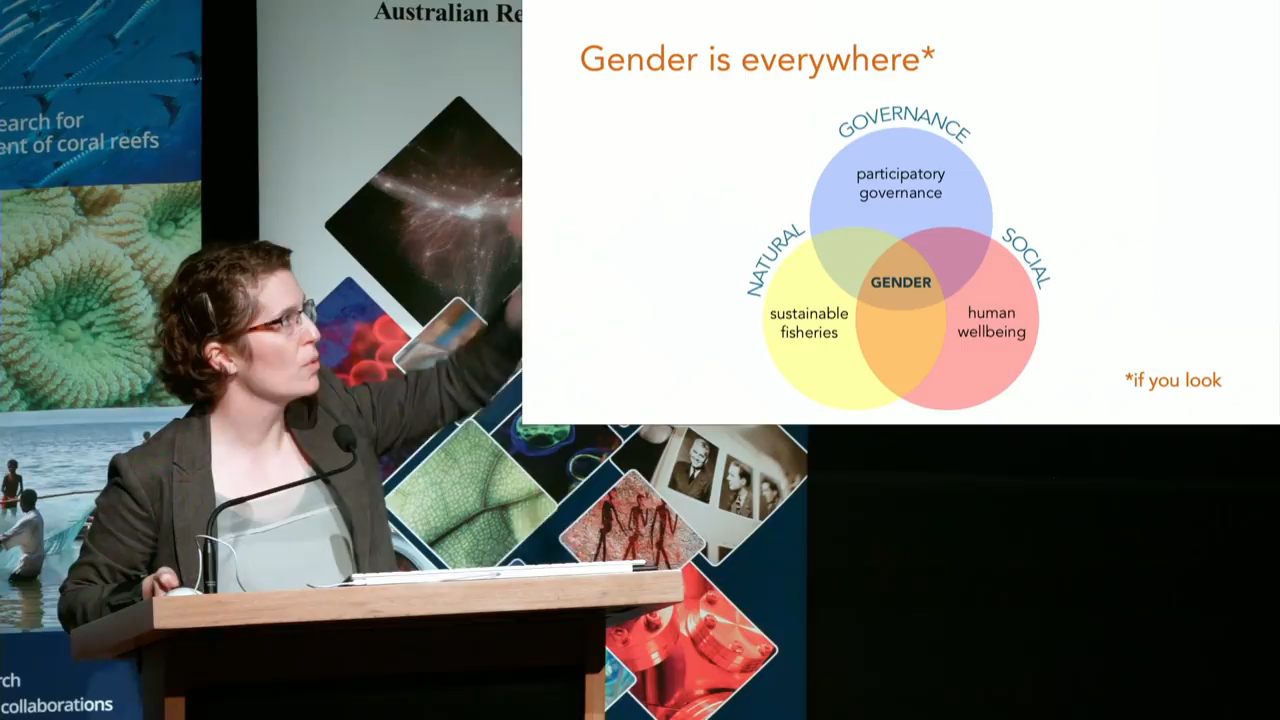 Australian Re
earch for
ent of coral reefs
rch
collaborations
Gender is everywhere*
GOVERNANCE
participatory
governance
NATURAL
SOCIAL
GENDER
sustainable
fisheries
human
wellbeing
*if you look